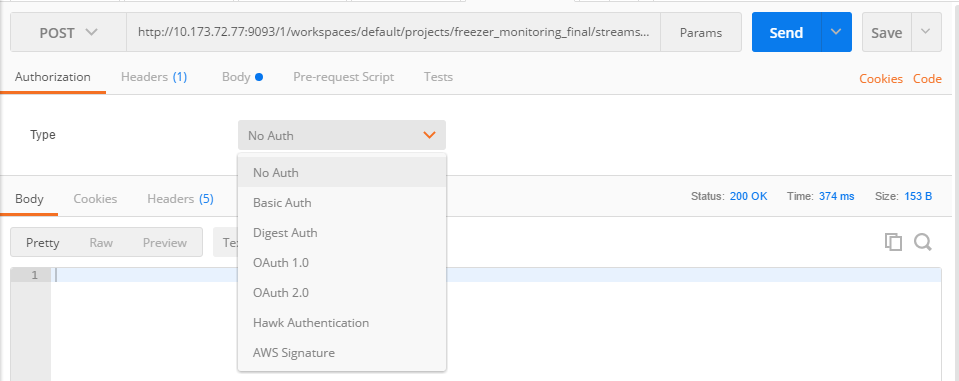 POST http://10.173.72.77:9093/1/workspaces/default/projects/freezer_monitoring_final/streams... Params Send Save
Authorization Headers (1) Body Pre-request Script Tests Cookies Code
Type No Auth
No Auth
Basic Auth
Digest Auth
OAuth 1.0
OAuth 2.0
Hawk Authentication
AWS Signature
Body Cookies Headers (5) Status: 200 OK Time: 374 ms Size: 153 B
Pretty Raw Preview
1